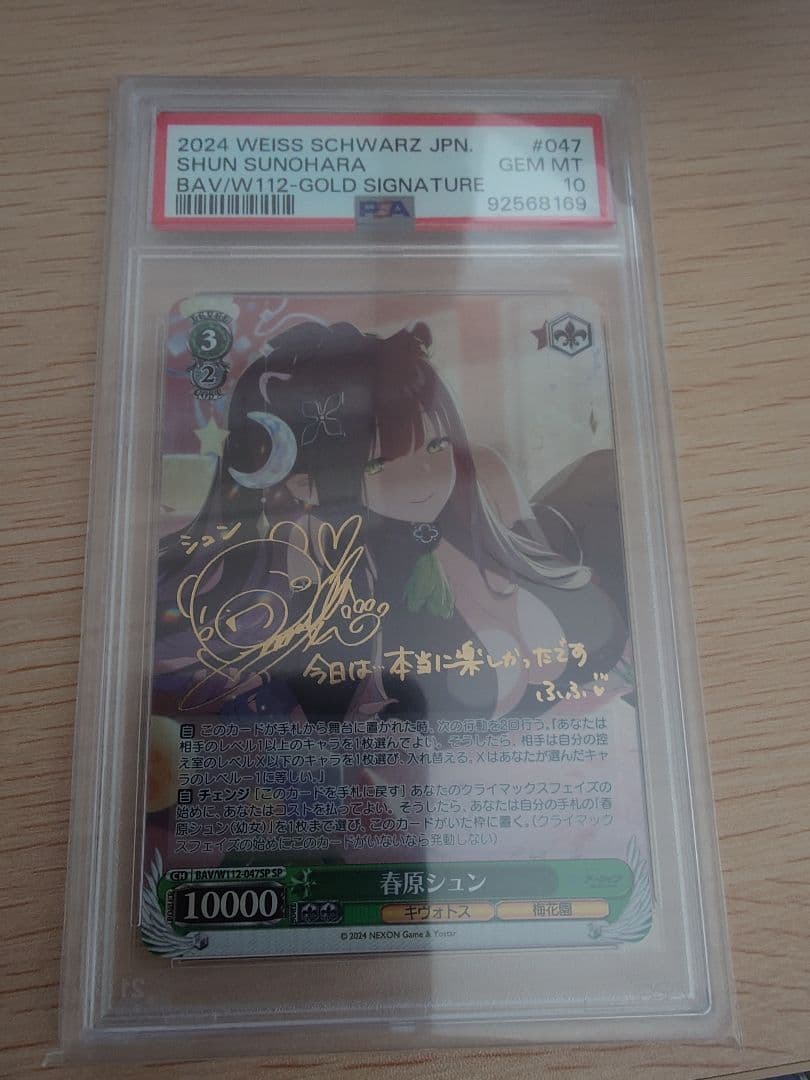 2024 WEISS SCHWARZ JPN. #047
SHUN SUNOHARA GEM MT
BAV/W112-GOLD SIGNATURE 10
PSA 92568169
3
2
シュン
今日は…本当に楽しかったです
ふふふ♡
自 このカードが手札から舞台に置かれた時、次の行動を2回行う。『あなたは
相手のレベル1以上のキャラを1枚選んでよい。そうしたら、相手は自分の控
え室のレベルX以下のキャラを1枚選び、入れ替える。Xはあなたが選んだキャ
ラのレベル－1に等しい。』
自 チェンジ [このカードを手札に戻す] あなたのクライマックスフェイズの
始めに、あなたはコストを払ってよい。そうしたら、あなたは自分の手札の「春
原シュン(幼女)」を1枚まで選び、このカードがいた枠に置く。(クライマック
スフェイズの始めにこのカードがいないなら発動しない)
CH BAV/W112-047SP SP
春原シュン
10000
キヴォトス 梅花園
© 2024 NEXON Game & Yostar